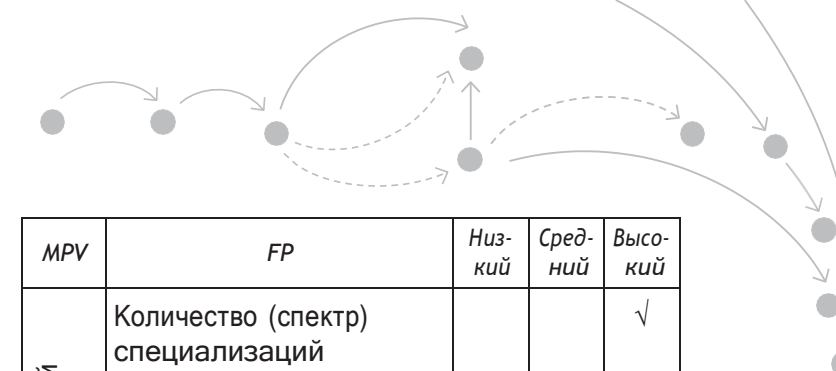 MPV FP Низ- Сред- Высо-
кий ний кий
Количество (спектр) √
специализаций